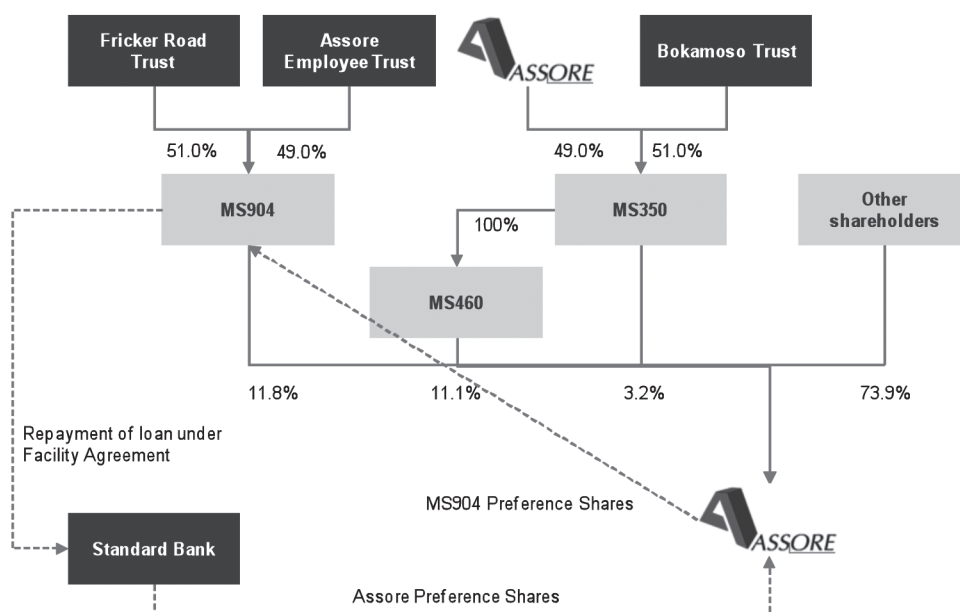 Fricker Road
Trust
Assore
Employee Trust
ASSORE
Bokamoso Trust
51.0%
49.0%
49.0%
51.0%
MS904
MS350
Other
shareholders
100%
MS460
11.8%
11.1%
3.2%
73.9%
Repayment of loan under
Facility Agreement
MS904 Preference Shares
ASSORE
Standard Bank
Assore Preference Shares